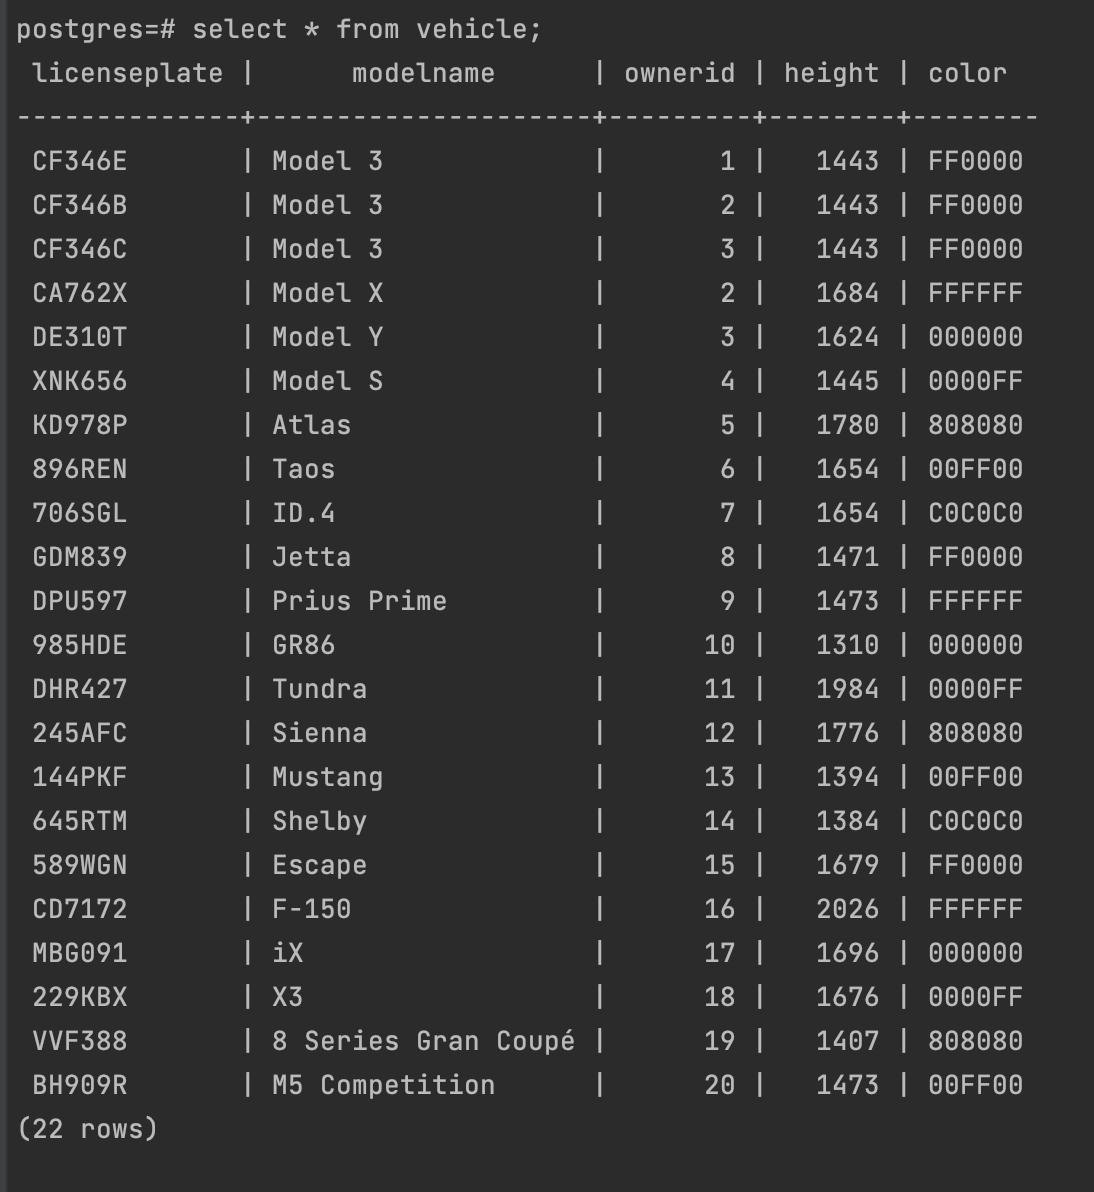 postgres=# select * from vehicle;
 licenseplate |      modelname      | ownerid | height | color
--------------+---------------------+---------+--------+--------
 CF346E       | Model 3             |       1 |   1443 | FF0000
 CF346B       | Model 3             |       2 |   1443 | FF0000
 CF346C       | Model 3             |       3 |   1443 | FF0000
 CA762X       | Model X             |       2 |   1684 | FFFFFF
 DE310T       | Model Y             |       3 |   1624 | 000000
 XNK656       | Model S             |       4 |   1445 | 0000FF
 KD978P       | Atlas               |       5 |   1780 | 808080
 896REN       | Taos                |       6 |   1654 | 00FF00
 706SGL       | ID.4                |       7 |   1654 | C0C0C0
 GDM839       | Jetta               |       8 |   1471 | FF0000
 DPU597       | Prius Prime         |       9 |   1473 | FFFFFF
 985HDE       | GR86                |      10 |   1310 | 000000
 DHR427       | Tundra              |      11 |   1984 | 0000FF
 245AFC       | Sienna              |      12 |   1776 | 808080
 144PKF       | Mustang             |      13 |   1394 | 00FF00
 645RTM       | Shelby              |      14 |   1384 | C0C0C0
 589WGN       | Escape              |      15 |   1679 | FF0000
 CD7172       | F-150               |      16 |   2026 | FFFFFF
 MBG091       | iX                  |      17 |   1696 | 000000
 229KBX       | X3                  |      18 |   1676 | 0000FF
 VVF388       | 8 Series Gran Coupé |      19 |   1407 | 808080
 BH909R       | M5 Competition      |      20 |   1473 | 00FF00
(22 rows)